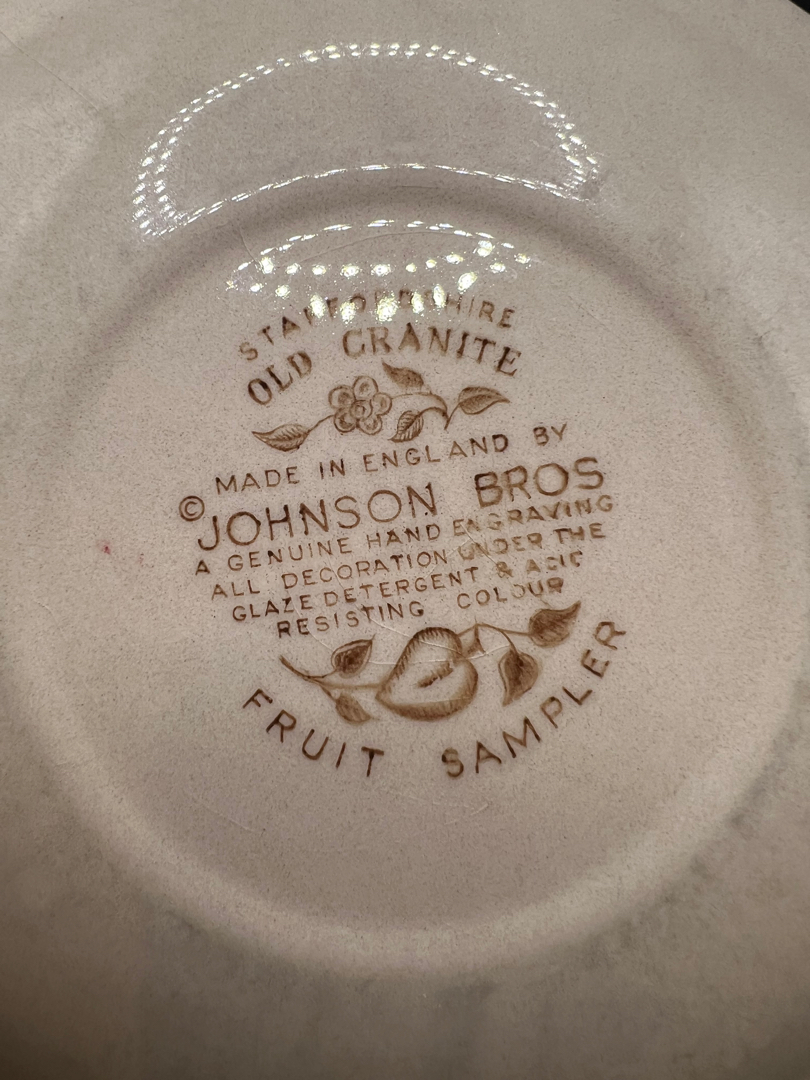 STAFFORDSHIRE
OLD GRANITE
MADE IN ENGLAND BY
© JOHNSON BROS
A GENUINE HAND ENGRAVING
ALL DECORATION UNDER THE
GLAZE DETERGENT & ACID
RESISTING COLOUR
FRUIT SAMPLER